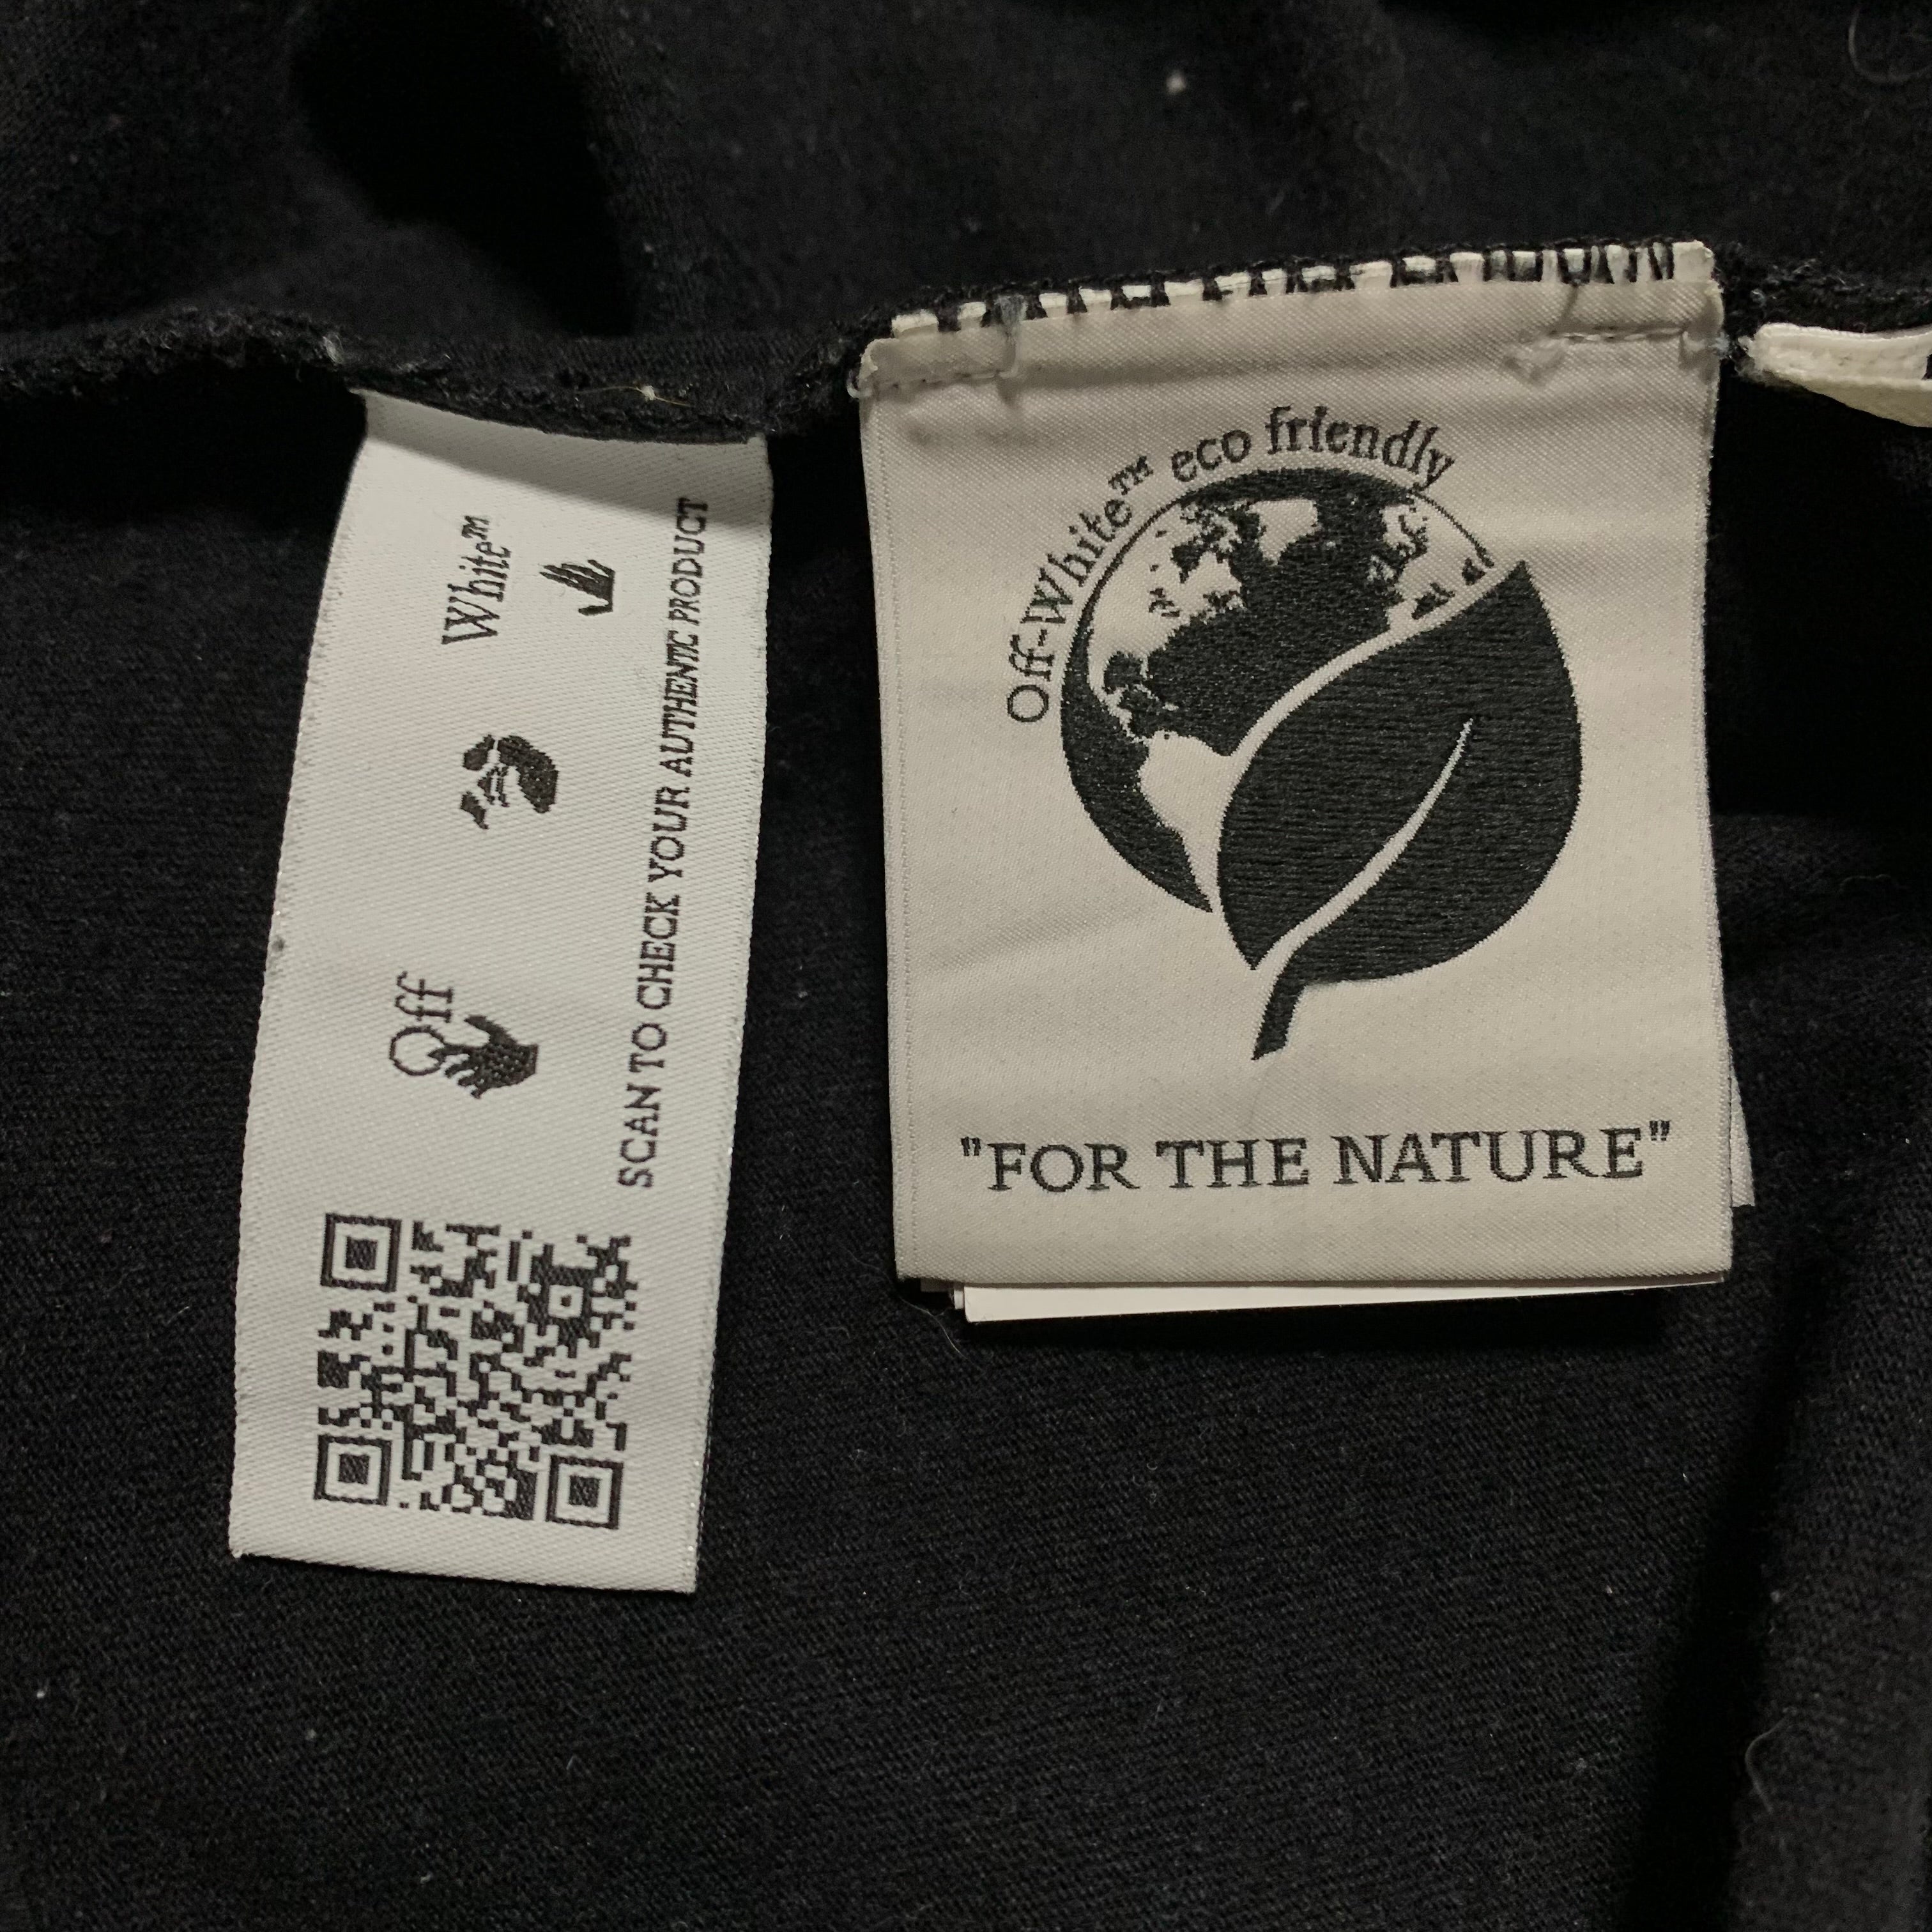 Off White™
SCAN TO CHECK YOUR AUTHENTIC PRODUCT
Off-White™ eco friendly
"FOR THE NATURE"